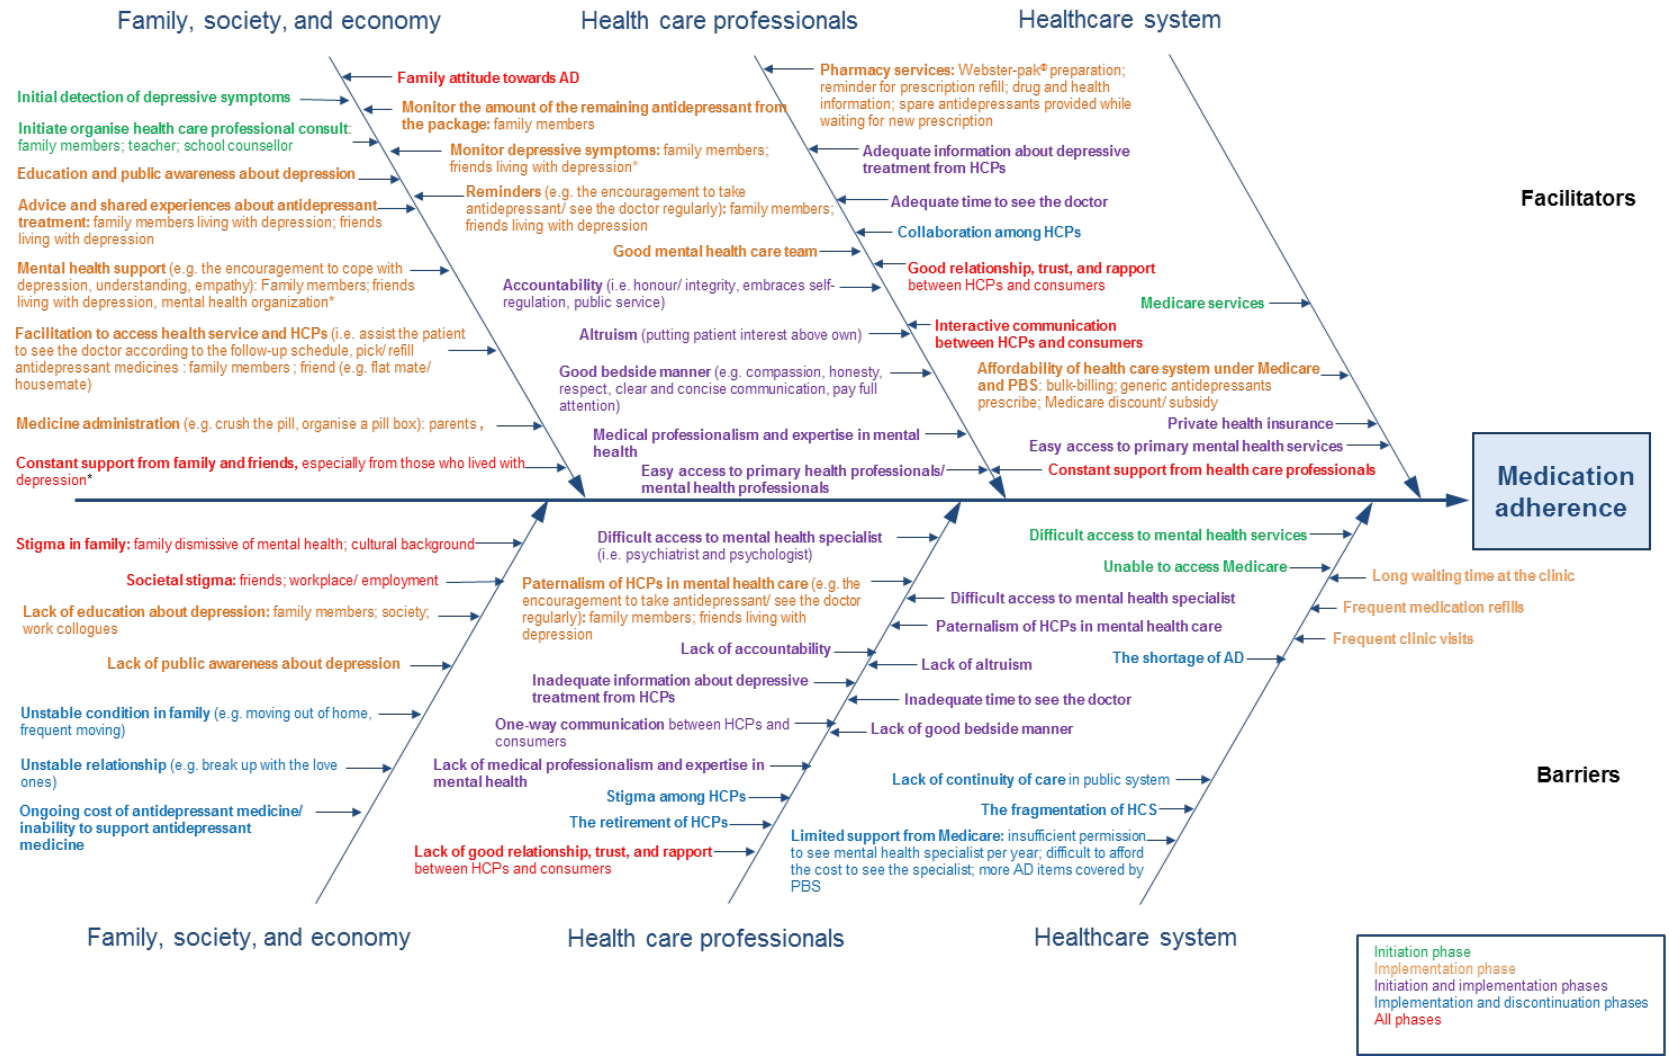 Family, society, and economy
Health care professionals
Healthcare system
Family attitude towards AD
Initial detection of depressive symptoms
Monitor the amount of the remaining antidepressant from
the package: family members
Initiate organise health care professional consult:
family members; teacher; school counsellor
Monitor depressive symptoms: family members;
friends living with depression*
Education and public awareness about depression
Reminders (e.g. the encouragement to take
antidepressant/ see the doctor regularly): family members;
friends living with depression
Advice and shared experiences about antidepressant
treatment: family members living with depression; friends
living with depression
Mental health support (e.g. the encouragement to cope with
depression, understanding, empathy): Family members; friends
living with depression, mental health organization*
Facilitation to access health service and HCPs (i.e. assist the patient
to see the doctor according to the follow-up schedule, pick/ refill
antidepressant medicines : family members ; friend (e.g. flat mate/
housemate)
Medicine administration (e.g. crush the pill, organise a pill box): parents ,
Constant support from family and friends, especially from those who lived with
depression*
Pharmacy services: Webster-pak® preparation;
reminder for prescription refill; drug and health
information; spare antidepressants provided while
waiting for new prescription
Adequate information about depressive
treatment from HCPs
Adequate time to see the doctor
Collaboration among HCPs
Good mental health care team
Good relationship, trust, and rapport
between HCPs and consumers
Accountability (i.e. honour/ integrity, embraces self-
regulation, public service)
Interactive communication
between HCPs and consumers
Altruism (putting patient interest above own)
Good bedside manner (e.g. compassion, honesty,
respect, clear and concise communication, pay full
attention)
Medical professionalism and expertise in mental
health
Easy access to primary health professionals/
mental health professionals
Medicare services
Affordability of health care system under Medicare
and PBS: bulk-billing; generic antidepressants
prescribe; Medicare discount/ subsidy
Private health insurance
Easy access to primary mental health services
Constant support from health care professionals
Facilitators
Medication
adherence
Stigma in family: family dismissive of mental health; cultural background
Societal stigma: friends; workplace/ employment
Lack of education about depression: family members; society;
work collogues
Lack of public awareness about depression
Unstable condition in family (e.g. moving out of home,
frequent moving)
Unstable relationship (e.g. break up with the love
ones)
Ongoing cost of antidepressant medicine/
inability to support antidepressant
medicine
Difficult access to mental health specialist
(i.e. psychiatrist and psychologist)
Paternalism of HCPs in mental health care (e.g. the
encouragement to take antidepressant/ see the doctor
regularly): family members; friends living with
depression
Difficult access to mental health specialist
Paternalism of HCPs in mental health care
Lack of accountability
Lack of altruism
Inadequate information about depressive
treatment from HCPs
Inadequate time to see the doctor
One-way communication between HCPs and
consumers
Lack of good bedside manner
Lack of medical professionalism and expertise in
mental health
Stigma among HCPs
The retirement of HCPs
Lack of good relationship, trust, and rapport
between HCPs and consumers
Difficult access to mental health services
Unable to access Medicare
Long waiting time at the clinic
Frequent medication refills
Frequent clinic visits
The shortage of AD
Lack of continuity of care in public system
The fragmentation of HCS
Limited support from Medicare: insufficient permission
to see mental health specialist per year; difficult to afford
the cost to see the specialist; more AD items covered by
PBS
Barriers
Family, society, and economy
Health care professionals
Healthcare system
Initiation phase
Implementation phase
Initiation and implementation phases
Implementation and discontinuation phases
All phases